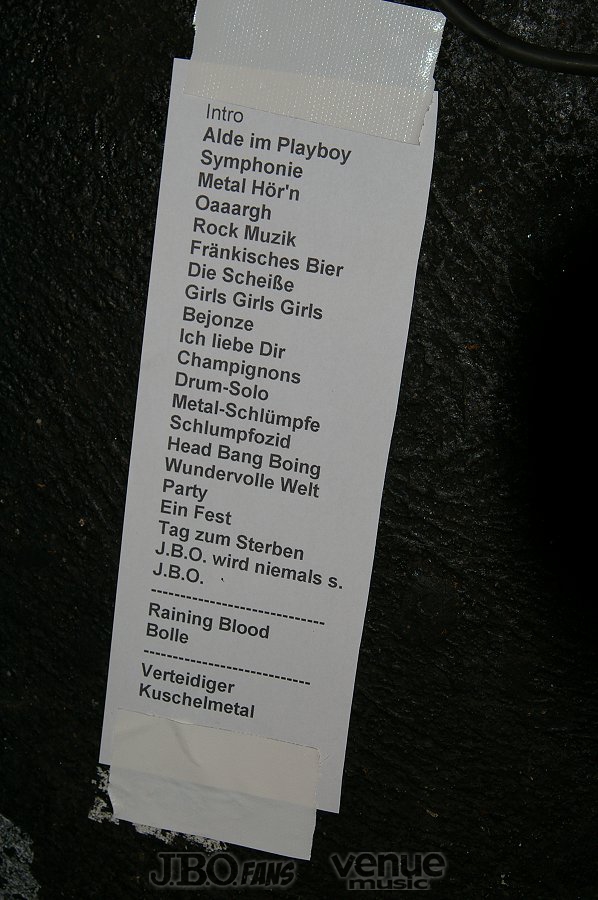 Intro
Alde im Playboy
Symphonie
Metal Hör'n
Oaaargh
Rock Muzik
Fränkisches Bier
Die Scheiße
Girls Girls Girls
Bejonze
Ich liebe Dir
Champignons
Drum-Solo
Metal-Schlümpfe
Schlumpfozid
Head Bang Boing
Wundervolle Welt
Party
Ein Fest
Tag zum Sterben
J.B.O. wird niemals s.
J.B.O.
----------------------------
Raining Blood
Bolle
---------------------------
Verteidiger
Kuschelmetal
J.B.O. FANS
venue music